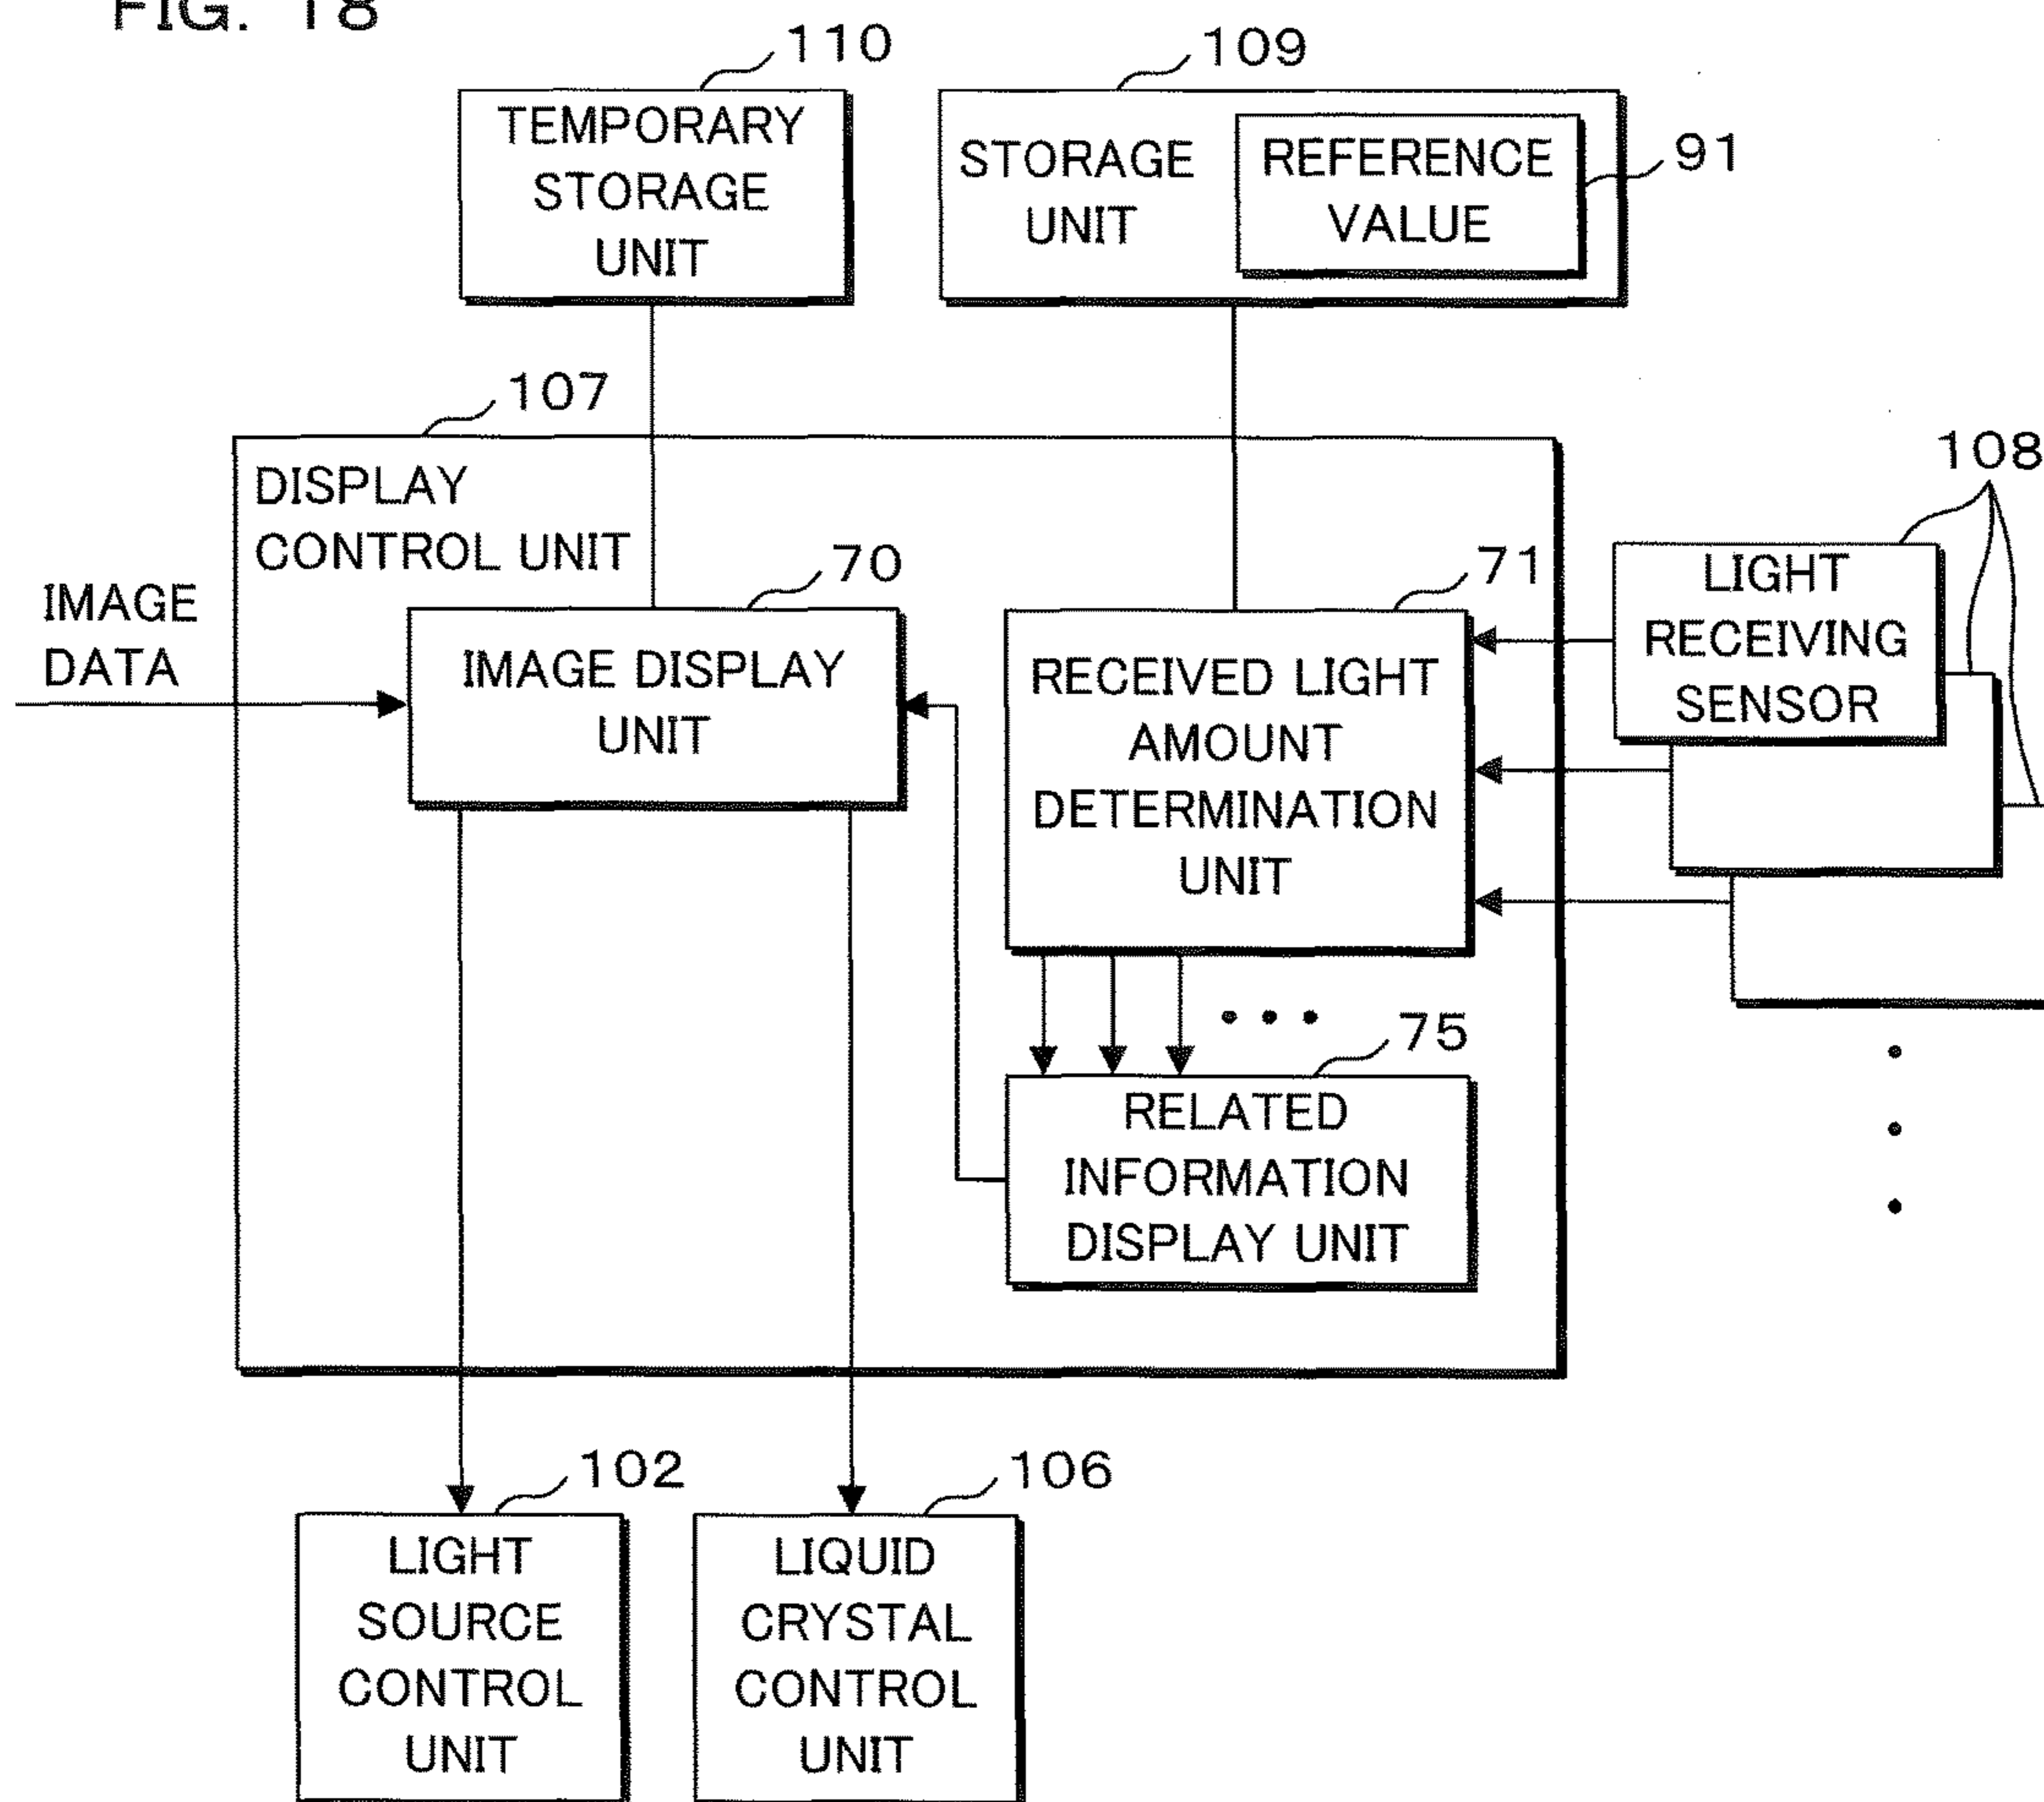 FIG. 18
110
109
TEMPORARY
STORAGE
UNIT
STORAGE
UNIT
REFERENCE
VALUE
91
107
108
DISPLAY
CONTROL UNIT
70
71
IMAGE
DATA
IMAGE DISPLAY
UNIT
RECEIVED LIGHT
AMOUNT
DETERMINATION
UNIT
LIGHT
RECEIVING
SENSOR
75
RELATED
INFORMATION
DISPLAY UNIT
102
106
LIGHT
SOURCE
CONTROL
UNIT
LIQUID
CRYSTAL
CONTROL
UNIT